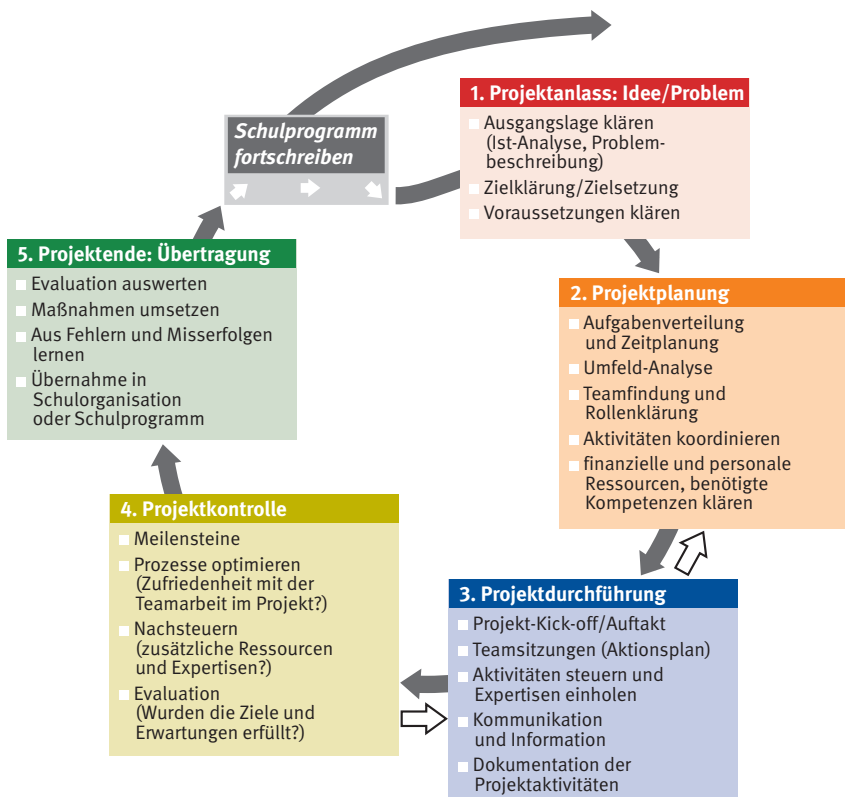 Schulprogramm
fortschreiben
1. Projektanlass: Idee/Problem
Ausgangslage klären
(Ist-Analyse, Problem-
beschreibung)
Zielklärung/Zielsetzung
Voraussetzungen klären
2. Projektplanung
Aufgabenverteilung
und Zeitplanung
Umfeld-Analyse
Teamfindung und
Rollenklärung
Aktivitäten koordinieren
finanzielle und personale
Ressourcen, benötigte
Kompetenzen klären
3. Projektdurchführung
Projekt-Kick-off/Auftakt
Teamsitzungen (Aktionsplan)
Aktivitäten steuern und
Expertisen einholen
Kommunikation
und Information
Dokumentation der
Projektaktivitäten
4. Projektkontrolle
Meilensteine
Prozesse optimieren
(Zufriedenheit mit der
Teamarbeit im Projekt?)
Nachsteuern
(zusätzliche Ressourcen
und Expertisen?)
Evaluation
(Wurden die Ziele und
Erwartungen erfüllt?)
5. Projektende: Übertragung
Evaluation auswerten
Maßnahmen umsetzen
Aus Fehlern und Misserfolgen
lernen
Übernahme in
Schulorganisation
oder Schulprogramm